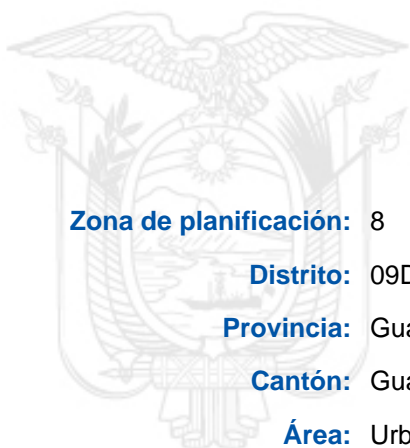 Zona de planificación: 8
Distrito: 09D
Provincia: Gua
Cantón: Gua
Área: Urb